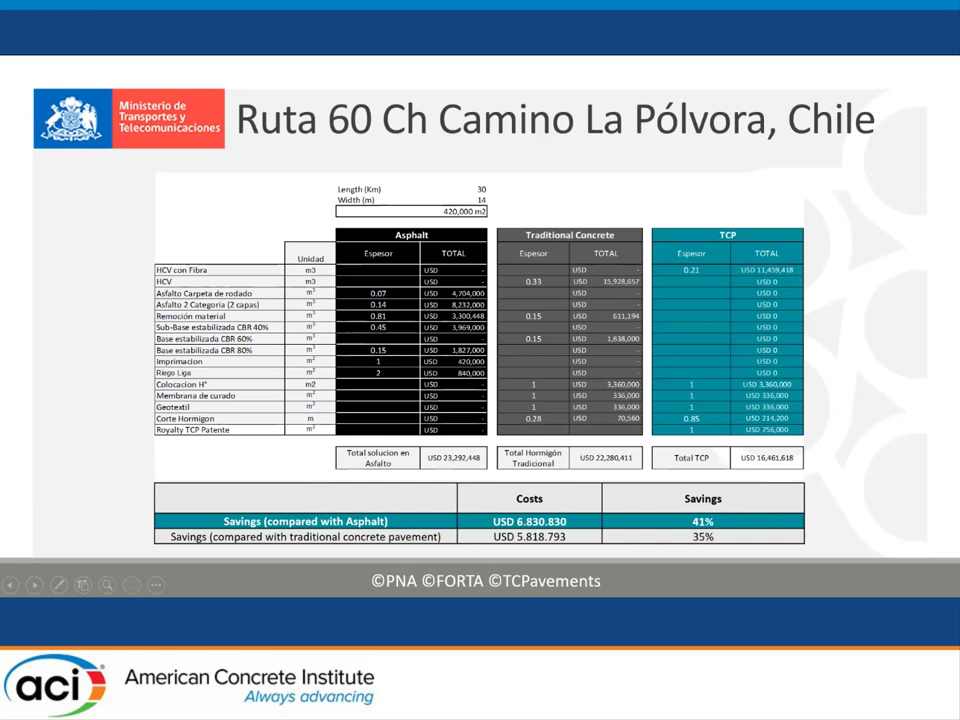 Ministerio de
Transportes y
Telecomunicaciones
Ruta 60 Ch Camino La Pólvora, Chile
Length (Km) 30
Width (m) 14
420,000 m2
Asphalt Traditional Concrete TCP
Unidad Espesor TOTAL Espesor TOTAL Espesor TOTAL
HCV con Fibra m3 USD - USD - 0.21 USD 11,459,418
HCV m3 USD - 0.33 USD 15,928,657 USD 0
Asfalto Carpeta de rodado m³ 0.07 USD 4,704,000 USD - USD 0
Asfalto 2 Categoria (2 capas) m³ 0.14 USD 8,232,000 USD - USD 0
Remoción material m³ 0.81 USD 3,300,448 0.15 USD 611,194 USD 0
Sub-Base estabilizada CBR 40% m³ 0.45 USD 3,969,000 USD - USD 0
Base estabilizada CBR 60% m³ USD - 0.15 USD 1,638,000 USD 0
Base estabilizada CBR 80% m³ 0.15 USD 1,827,000 USD - USD 0
Imprimacion m² 1 USD 420,000 USD - USD 0
Riego Liga m² 2 USD 840,000 USD - USD 0
Colocacion H° m2 USD - 1 USD 3,360,000 1 USD 3,360,000
Membrana de curado m² USD - 1 USD 336,000 1 USD 336,000
Geotextil m² USD - 1 USD 336,000 1 USD 336,000
Corte Hormigon m USD - 0.28 USD 70,560 0.85 USD 214,200
Royalty TCP Patente m² USD - 1 USD 756,000
Total solucion en
Asfalto USD 23,292,448
Total Hormigón
Tradicional USD 22,280,411
Total TCP USD 16,461,618
Costs Savings
Savings (compared with Asphalt) USD 6.830.830 41%
Savings (compared with traditional concrete pavement) USD 5.818.793 35%
©PNA ©FORTA ©TCPavements
aci American Concrete Institute
Always advancing